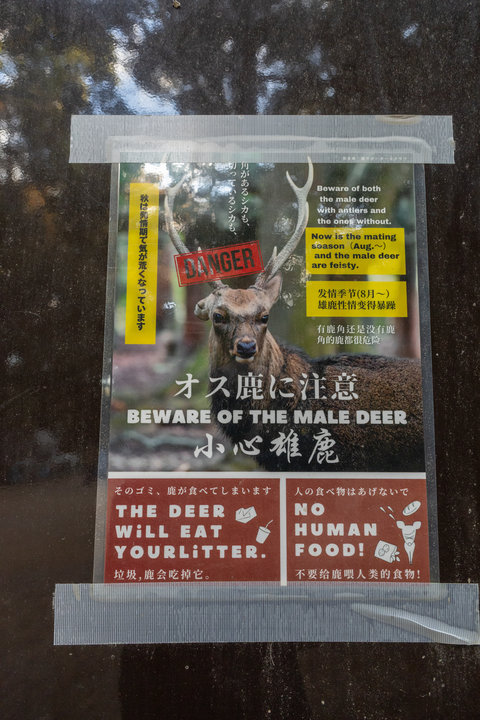 角があるシカも、
切っているシカも、
秋は発情期で気が荒くなっています
DANGER
Beware of both
the male deer
with antlers and
the ones without.
Now is the mating
season (Aug.～)
and the male deer
are feisty.
发情季节(8月～)
雄鹿性情变得暴躁
有鹿角还是没有鹿
角的鹿都很危险
オス鹿に注意
BEWARE OF THE MALE DEER
小心雄鹿
そのゴミ、鹿が食べてしまいます
THE DEER
WiLL EAT
YOURLiTTER.
垃圾,鹿会吃掉它。
人の食べ物はあげないで
NO
HUMAN
FOOD!
不要给鹿喂人类的食物!